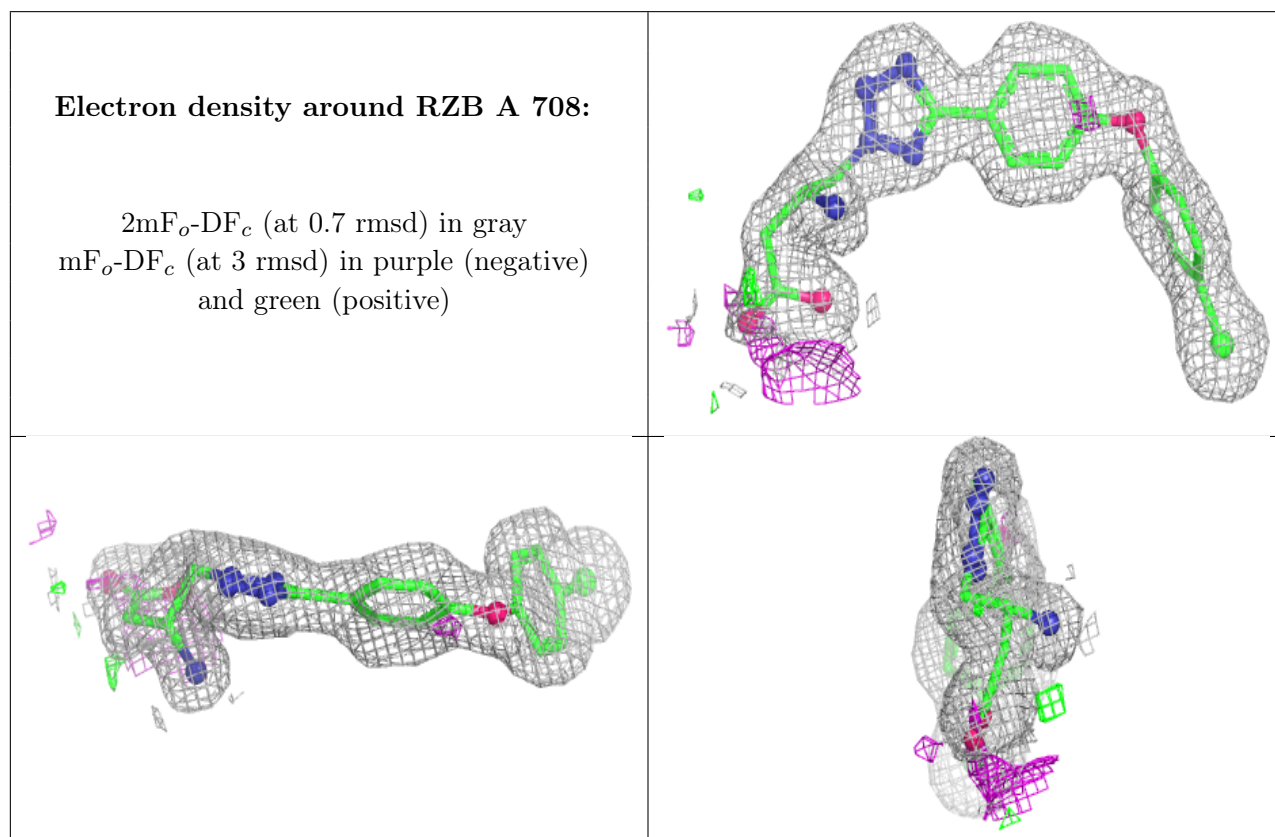 Electron density around RZB A 708:
2mFo-DFc (at 0.7 rmsd) in gray
mFo-DFc (at 3 rmsd) in purple (negative)
and green (positive)